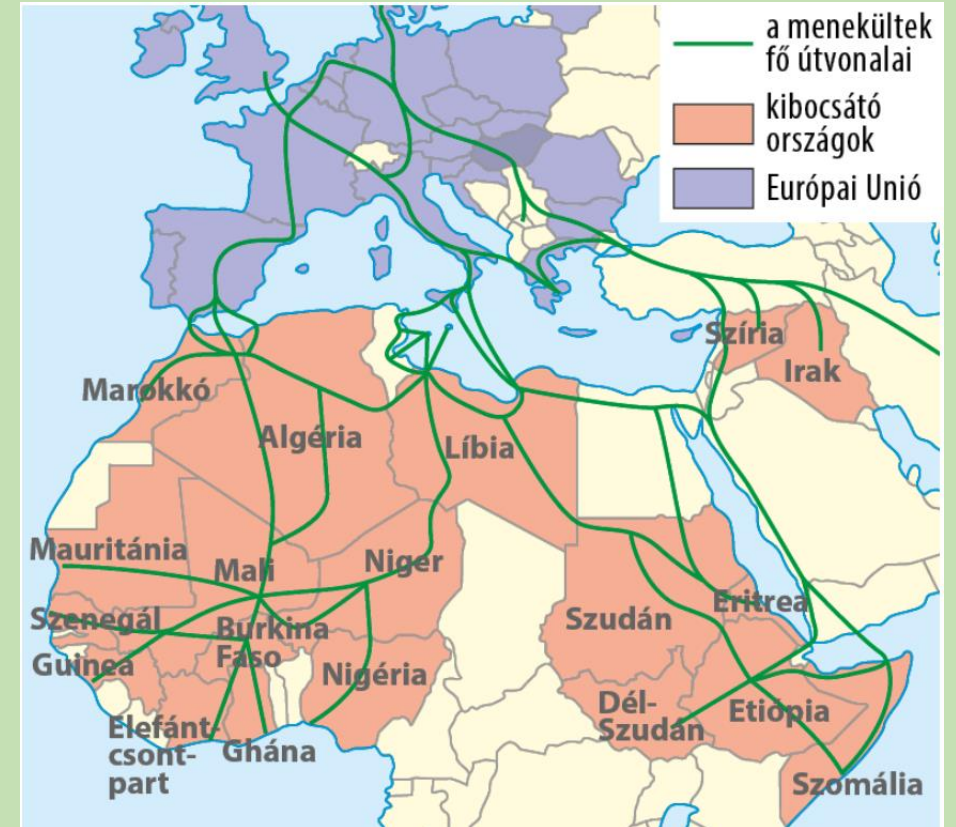 a menekültek
fő útvonalai
kibocsátó
országok
Európai Unió
Szíria
Irak
Marokkó
Algéria
Líbia
Mauritánia
Mali
Niger
Szenegál
Burkina
Faso
Guinea
Nigéria
Szudán
Eritrea
Dél-
Szudán
Etiópia
Elefánt-
csont-
part
Ghána
Szomália